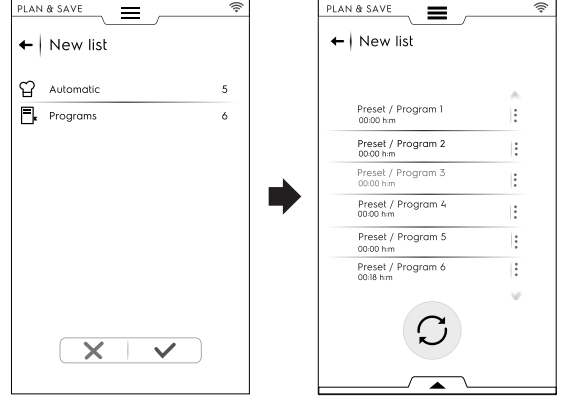 PLAN & SAVE
New list
Automatic 5
Programs 6
PLAN & SAVE
New list
Preset / Program 1
00:00 h:m
Preset / Program 2
00:00 h:m
Preset / Program 3
00:00 h:m
Preset / Program 4
00:00 h:m
Preset / Program 5
00:00 h:m
Preset / Program 6
00:18 h:m